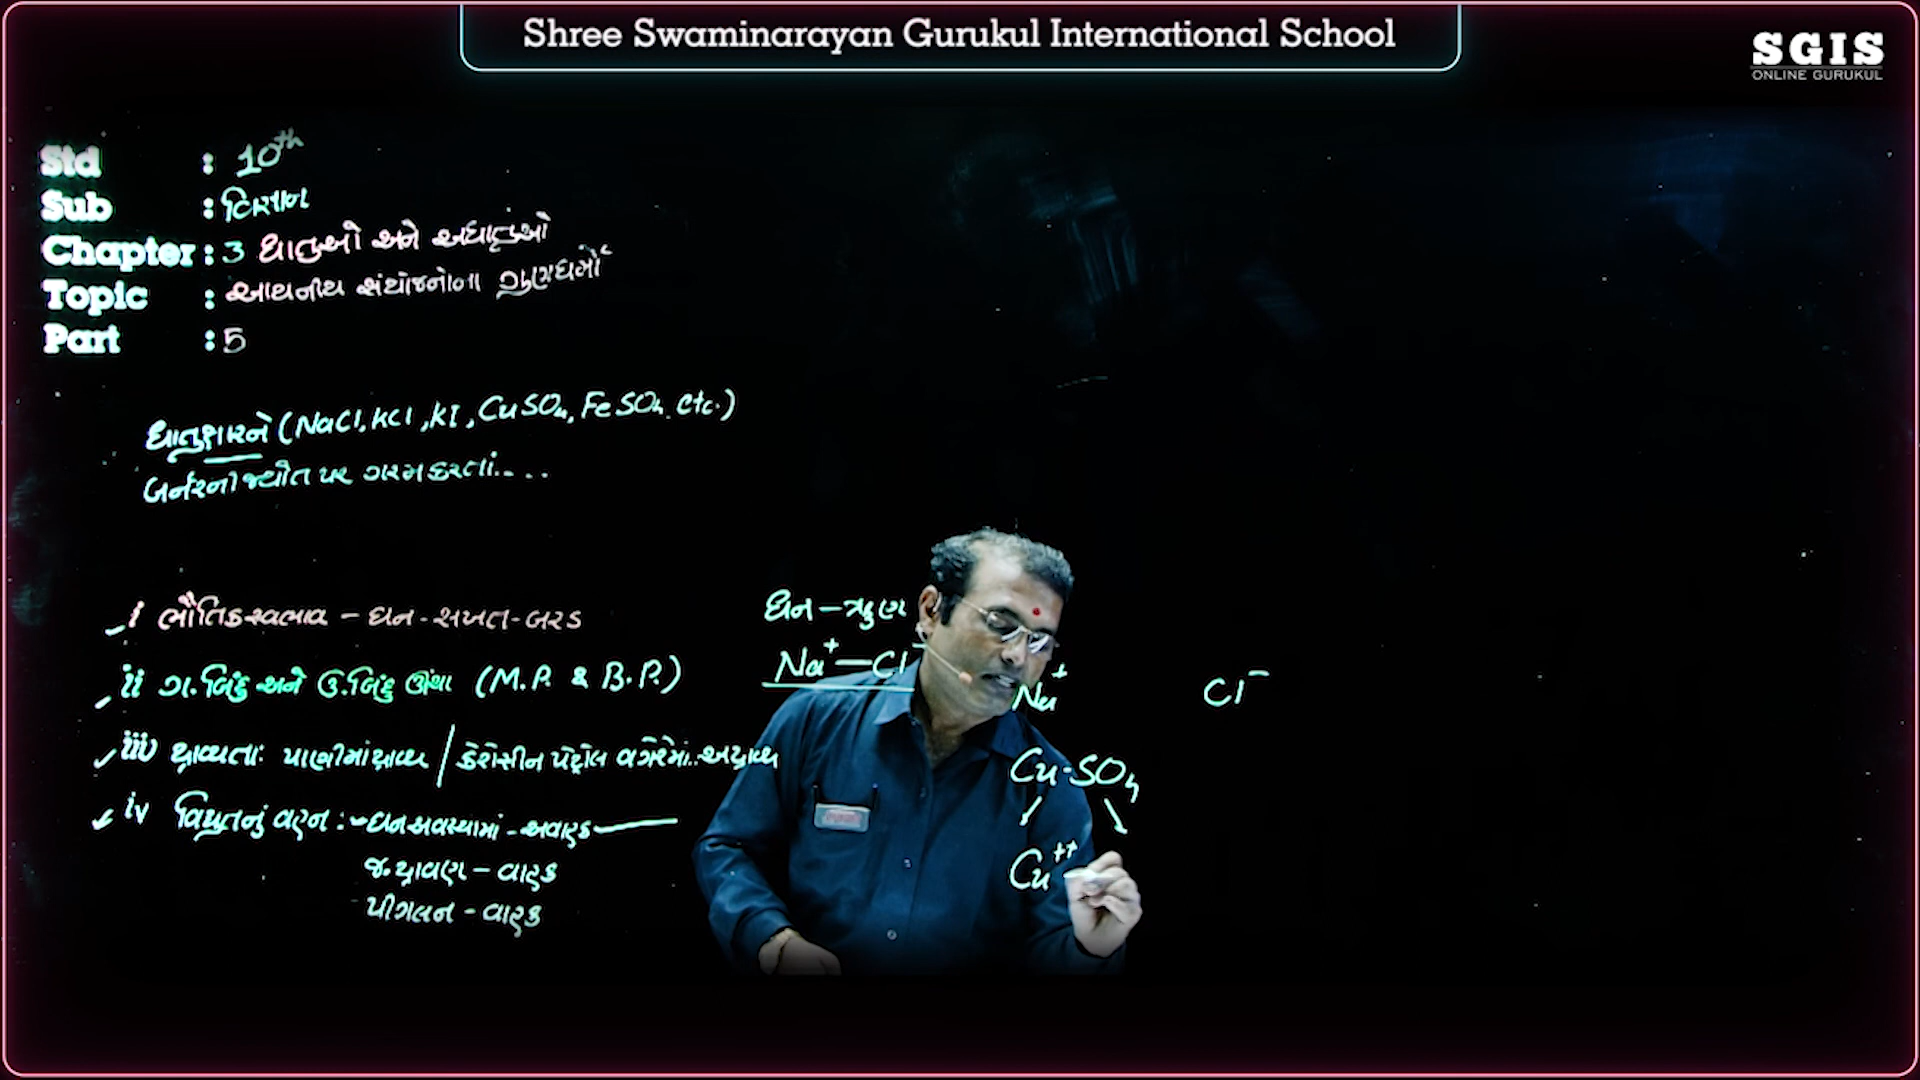 Shree Swaminarayan Gurukul International School
SGIS
ONLINE GURUKUL
Std : 10th
Sub : વિજ્ઞાન
Chapter : 3 ધાતુઓ અને અધાતુઓ
Topic : આયનીય સંયોજનોના ગુણધર્મો
Part : 5
ધાતુક્ષારને (NaCl, KCl, KI, CuSO4, FeSO4 etc.)
બર્નરની જ્યોત પર ગરમ કરતાં....
i ભૌતિક સ્વભાવ - ઘન - સખત - બરડ
ii ગ.બિંદુ અને ઉ.બિંદુ ઊંચા (M.P. & B.P.)
iii દ્રાવ્યતા: પાણીમાં દ્રાવ્ય / કેરોસીન પેટ્રોલ વગેરેમાં..અદ્રાવ્ય
iv વિદ્યુતનું વહન :- ઘન અવસ્થામાં - અવાહક
જ.દ્રાવણ - વાહક
પીગલન - વાહક
ધન - ઋણ
Na+ — Cl-
Na+ Cl-
Cu-SO4
Cu++